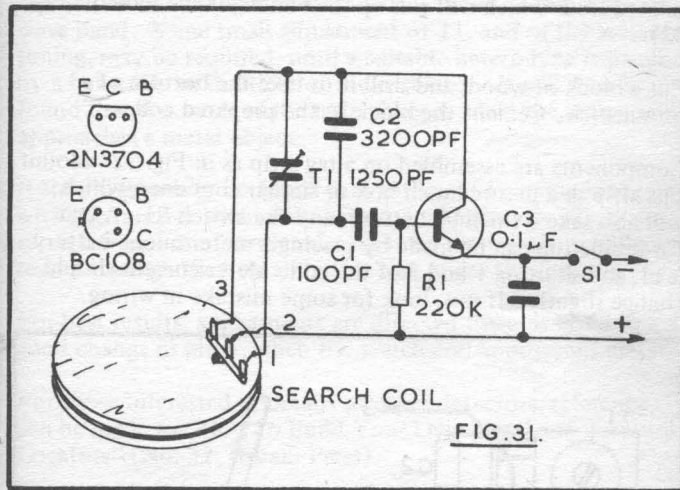 E B
2N3704
E B
C
BC108
C2
3200PF
T1 1250PF
C1
100PF
R1
220K
C3
0.1µF
S1
+
3
2
1
SEARCH COIL
FIG.31.